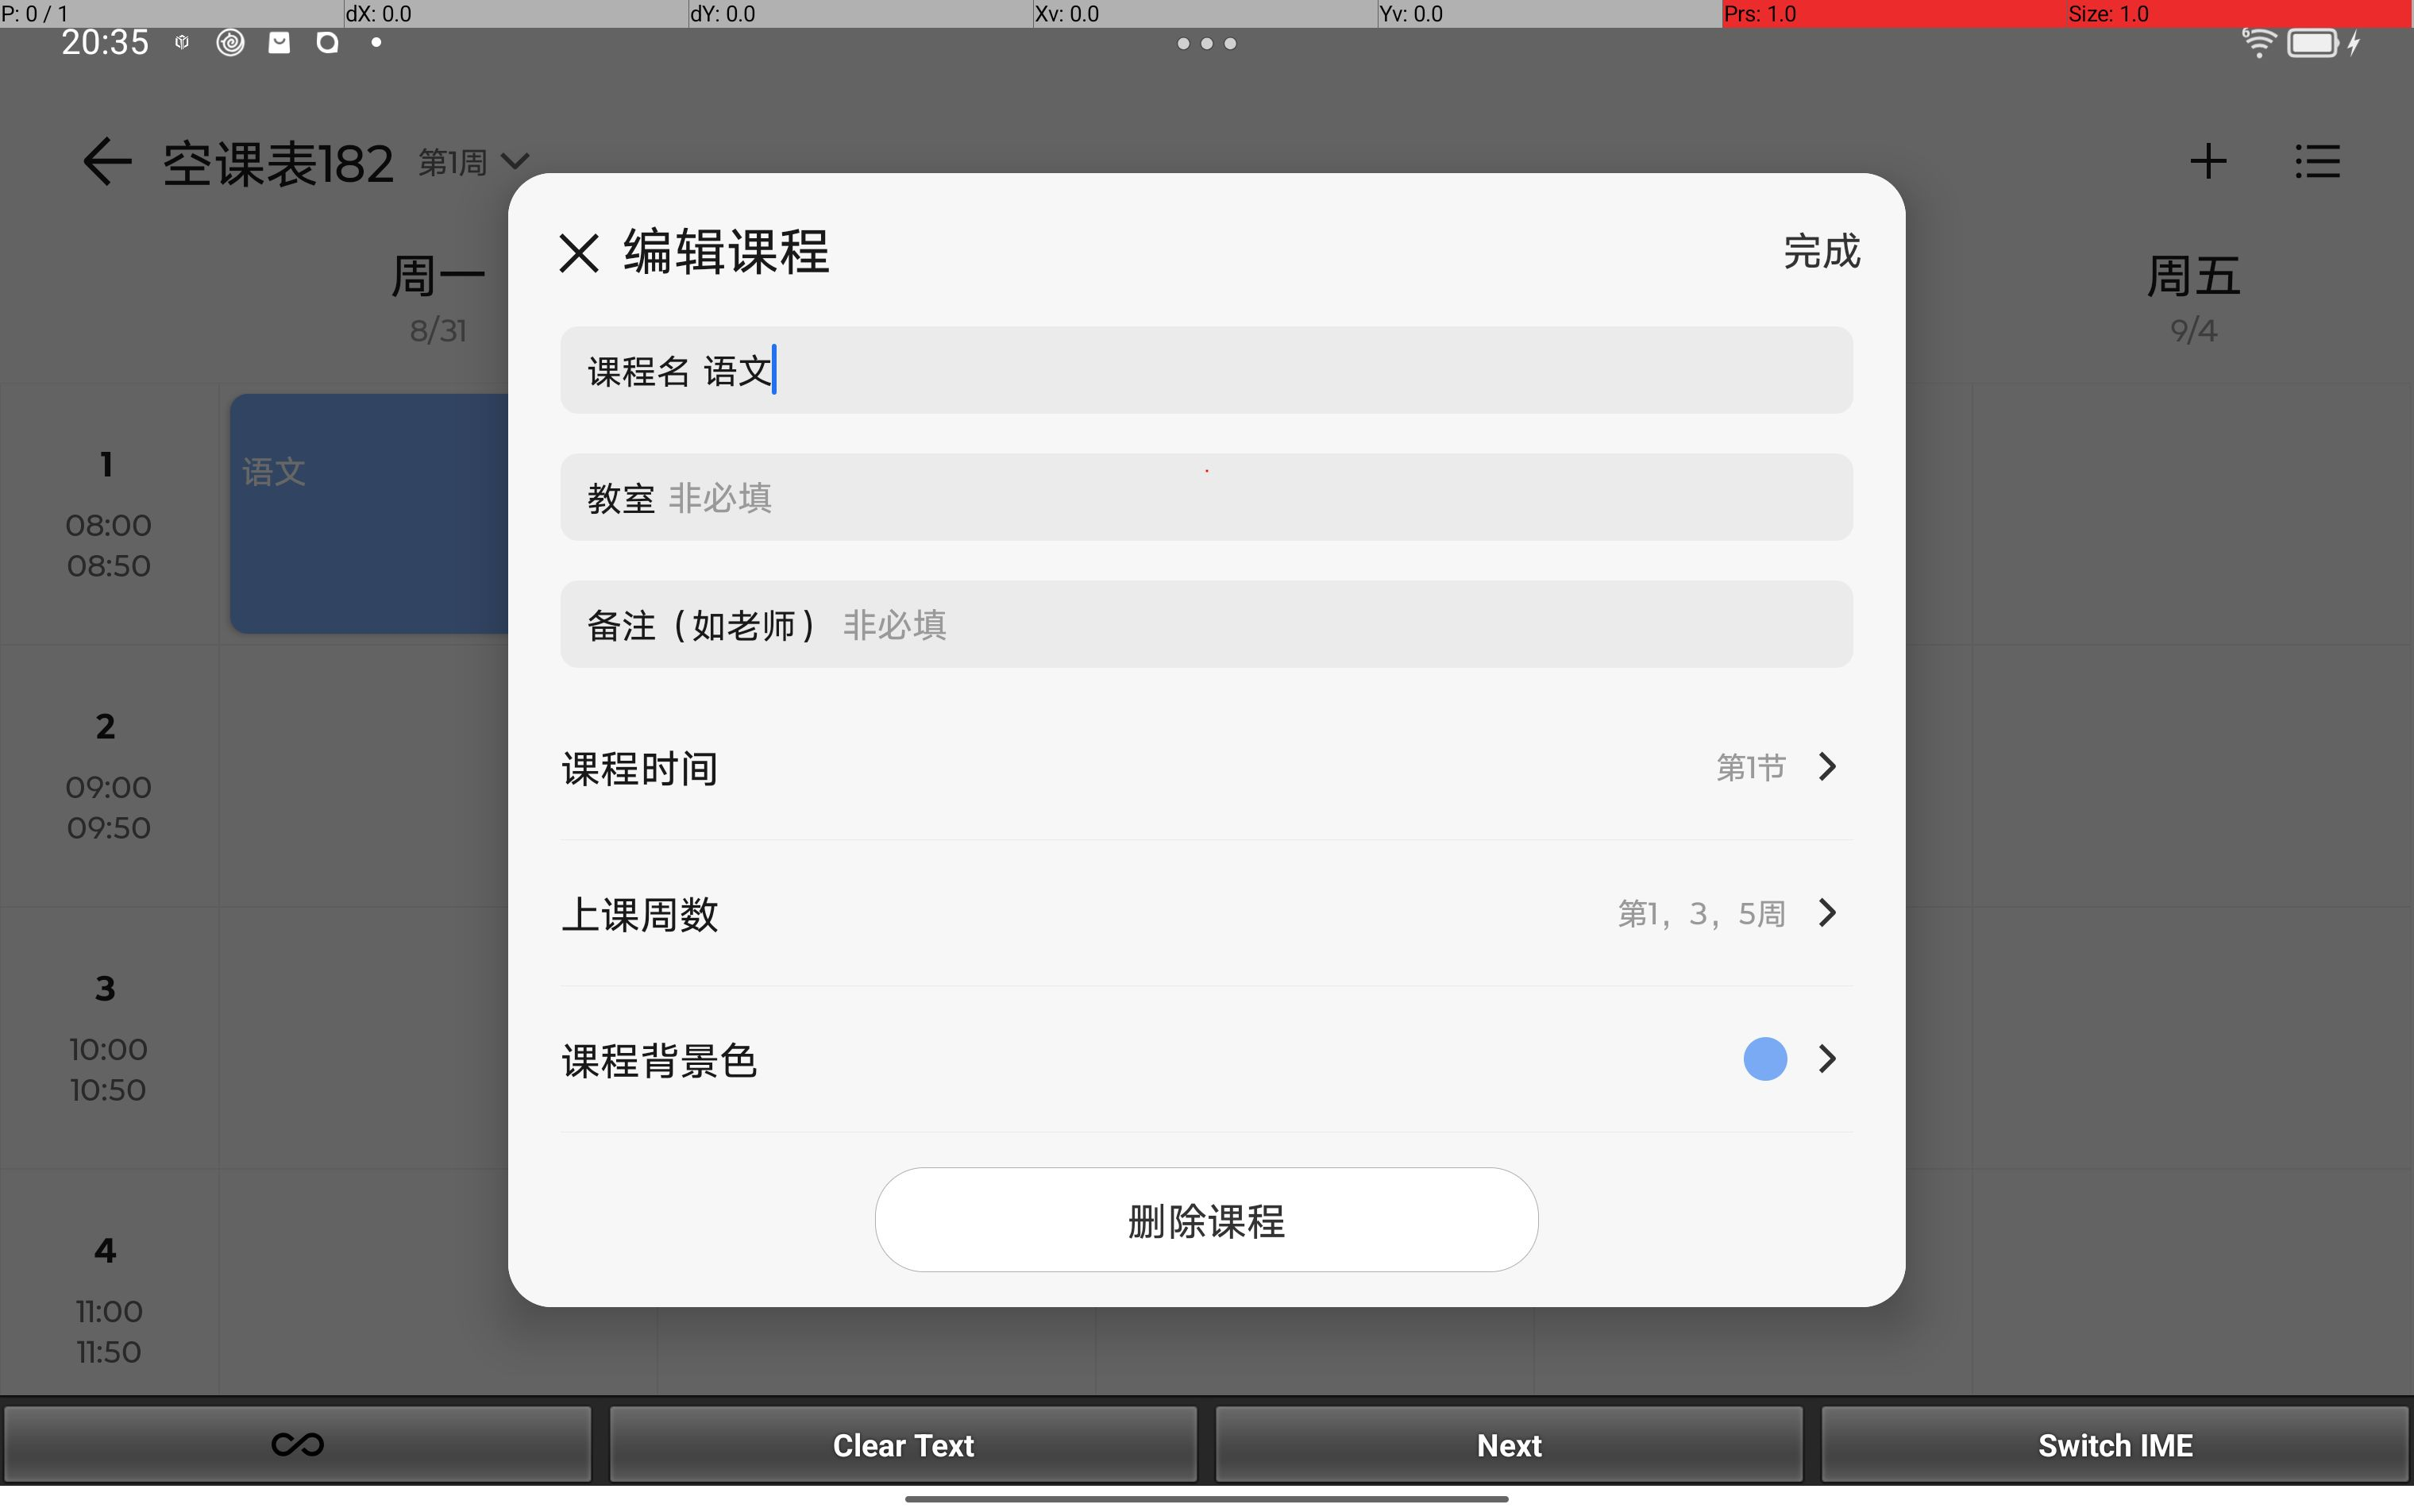 P: 0 / 1 dX: 0.0 dY: 0.0 Xv: 0.0 Yv: 0.0 Prs: 1.0 Size: 1.0
20:35
6
空课表182 第1周
编辑课程 完成
周一
8/31
周五
9/4
课程名 语文
1
语文
08:00
08:50
教室 非必填
备注（如老师） 非必填
2
09:00
09:50
课程时间 第1节
上课周数 第1，3，5周
3
10:00
10:50
课程背景色
删除课程
4
11:00
11:50
Clear Text
Next
Switch IME